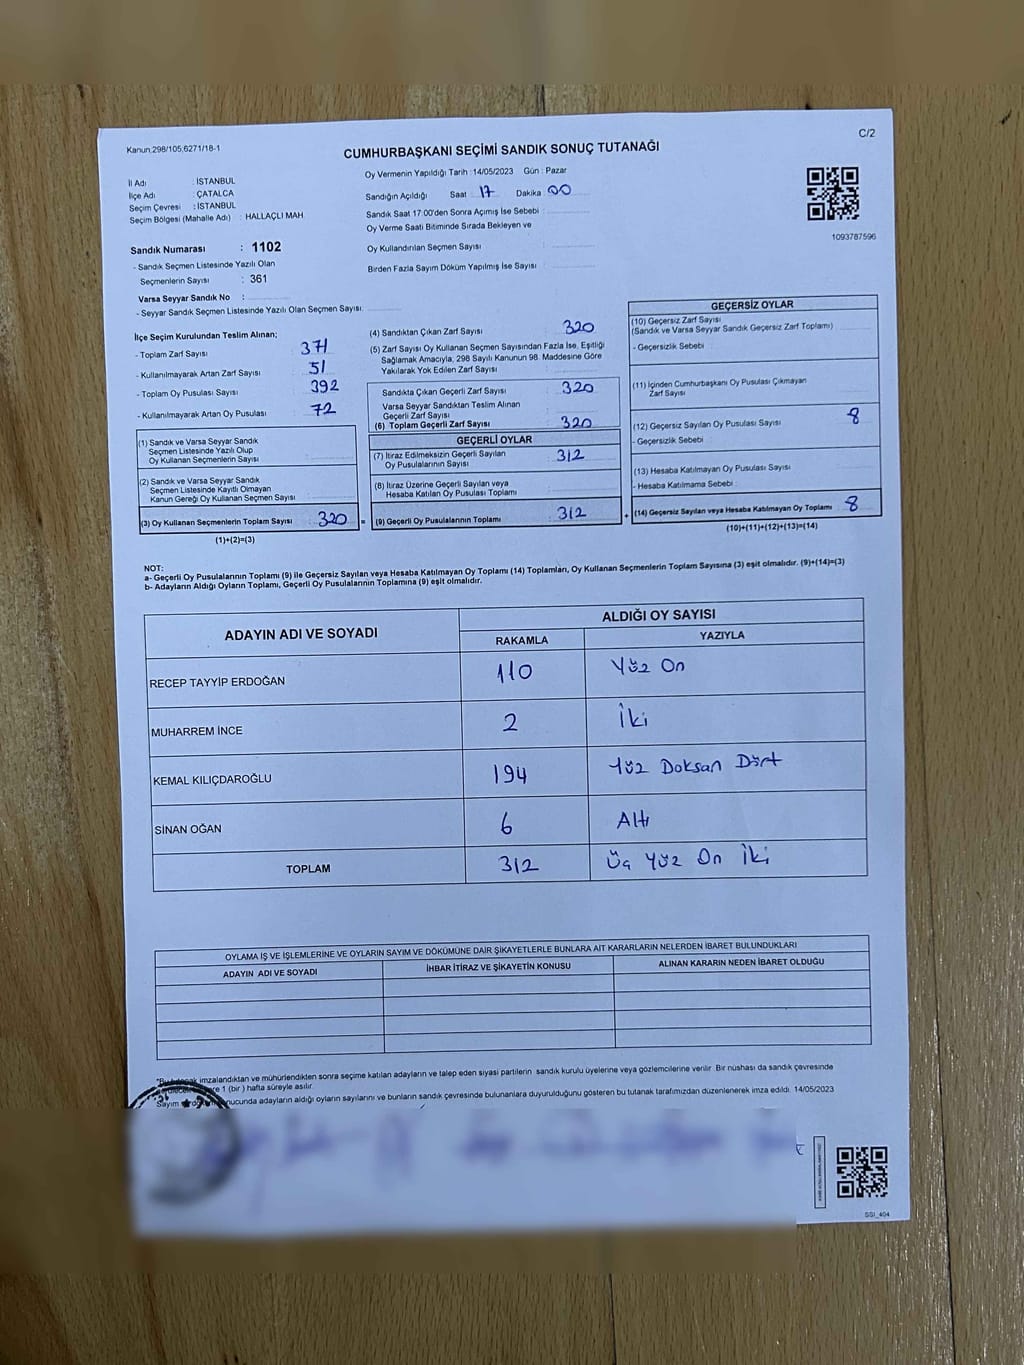 Kanun:298/105,6271/18-1
C/2
CUMHURBAŞKANI SEÇİMİ SANDIK SONUÇ TUTANAĞI
İl Adı : İSTANBUL
İlçe Adı : ÇATALCA
Seçim Çevresi : İSTANBUL
Seçim Bölgesi (Mahalle Adı) : HALLAÇLI MAH.
Oy Vermenin Yapıldığı Tarih : 14/05/2023 Gün : Pazar
Sandığın Açıldığı Saat 17 Dakika 00
Sandık Saat 17:00'den Sonra Açımış İse Sebebi :
Oy Verme Saati Bitiminde Sırada Bekleyen ve
Oy Kullandırılan Seçmen Sayısı :
Birden Fazla Sayım Döküm Yapılmış İse Sayısı :
1093787596
Sandık Numarası : 1102
- Sandık Seçmen Listesinde Yazılı Olan
Seçmenlerin Sayısı : 361
Varsa Seyyar Sandık No :
- Seyyar Sandık Seçmen Listesinde Yazılı Olan Seçmen Sayısı:
İlçe Seçim Kurulundan Teslim Alınan;
- Toplam Zarf Sayısı : 371
- Kullanılmayarak Artan Zarf Sayısı : 51
- Toplam Oy Pusulası Sayısı : 392
- Kullanılmayarak Artan Oy Pusulası : 72
(1) Sandık ve Varsa Seyyar Sandık
Seçmen Listesinde Yazılı Olup
Oy Kullanan Seçmenlerin Sayısı :
(2) Sandık ve Varsa Seyyar Sandık
Seçmen Listesinde Kayıtlı Olmayan
Kanun Gereği Oy Kullanan Seçmen Sayısı :
(3) Oy Kullanan Seçmenlerin Toplam Sayısı : 320 =
(1)+(2)=(3)
(4) Sandıktan Çıkan Zarf Sayısı : 320
(5) Zarf Sayısı Oy Kullanan Seçmen Sayısından Fazla İse, Eşitliği
Sağlamak Amacıyla, 298 Sayılı Kanunun 98. Maddesine Göre
Yakılarak Yok Edilen Zarf Sayısı :
Sandıkta Çıkan Geçerli Zarf Sayısı : 320
Varsa Seyyar Sandıktan Teslim Alınan
Geçerli Zarf Sayısı :
(6) Toplam Geçerli Zarf Sayısı : 320
GEÇERLİ OYLAR
(7) İtiraz Edilmeksizin Geçerli Sayılan
Oy Pusulalarının Sayısı : 312
(8) İtiraz Üzerine Geçerli Sayılan veya
Hesaba Katılan Oy Pusulası Toplamı :
(9) Geçerli Oy Pusulalarının Toplamı : 312 +
GEÇERSİZ OYLAR
(10) Geçersiz Zarf Sayısı
(Sandık ve Varsa Seyyar Sandık Geçersiz Zarf Toplamı) :
- Geçersizlik Sebebi :
(11) İçinden Cumhurbaşkanı Oy Pusulası Çıkmayan
Zarf Sayısı :
(12) Geçersiz Sayılan Oy Pusulası Sayısı : 8
- Geçersizlik Sebebi :
(13) Hesaba Katılmayan Oy Pusulası Sayısı :
- Hesaba Katılmama Sebebi :
(14) Geçersiz Sayılan veya Hesaba Katılmayan Oy Toplamı : 8
(10)+(11)+(12)+(13)=(14)
NOT:
a- Geçerli Oy Pusulalarının Toplamı (9) ile Geçersiz Sayılan veya Hesaba Katılmayan Oy Toplamı (14) Toplamları, Oy Kullanan Seçmenlerin Toplam Sayısına (3) eşit olmalıdır. (9)+(14)=(3)
b- Adayların Aldığı Oyların Toplamı, Geçerli Oy Pusulalarının Toplamına (9) eşit olmalıdır.
ADAYIN ADI VE SOYADI
ALDIĞI OY SAYISI
RAKAMLA YAZIYLA
RECEP TAYYİP ERDOĞAN 110 Yüz On
MUHARREM İNCE 2 İki
KEMAL KILIÇDAROĞLU 194 Yüz Doksan Dört
SİNAN OĞAN 6 Altı
TOPLAM 312 Üç Yüz On İki
OYLAMA İŞ VE İŞLEMLERİNE VE OYLARIN SAYIM VE DÖKÜMÜNE DAİR ŞİKAYETLERLE BUNLARA AİT KARARLARIN NELERDEN İBARET BULUNDUKLARI
ADAYIN ADI VE SOYADI İHBAR İTİRAZ VE ŞİKAYETİN KONUSU ALINAN KARARIN NEDEN İBARET OLDUĞU
imzalandıktan ve mühürlendikten sonra seçime katılan adayların ve talep eden siyasi partilerin sandık kurulu üyelerine veya gözlemcilerine verilir. Bir nüshası da sandık çevresinde
1 (bir ) hafta süreyle asılır.
Sayım adayların aldığı oyların sayılarını ve bunların sandık çevresinde bulunanlara duyurulduğunu gösteren bu tutanak tarafımızdan düzenlenerek imza edildi. 14/05/2023
SSI_404